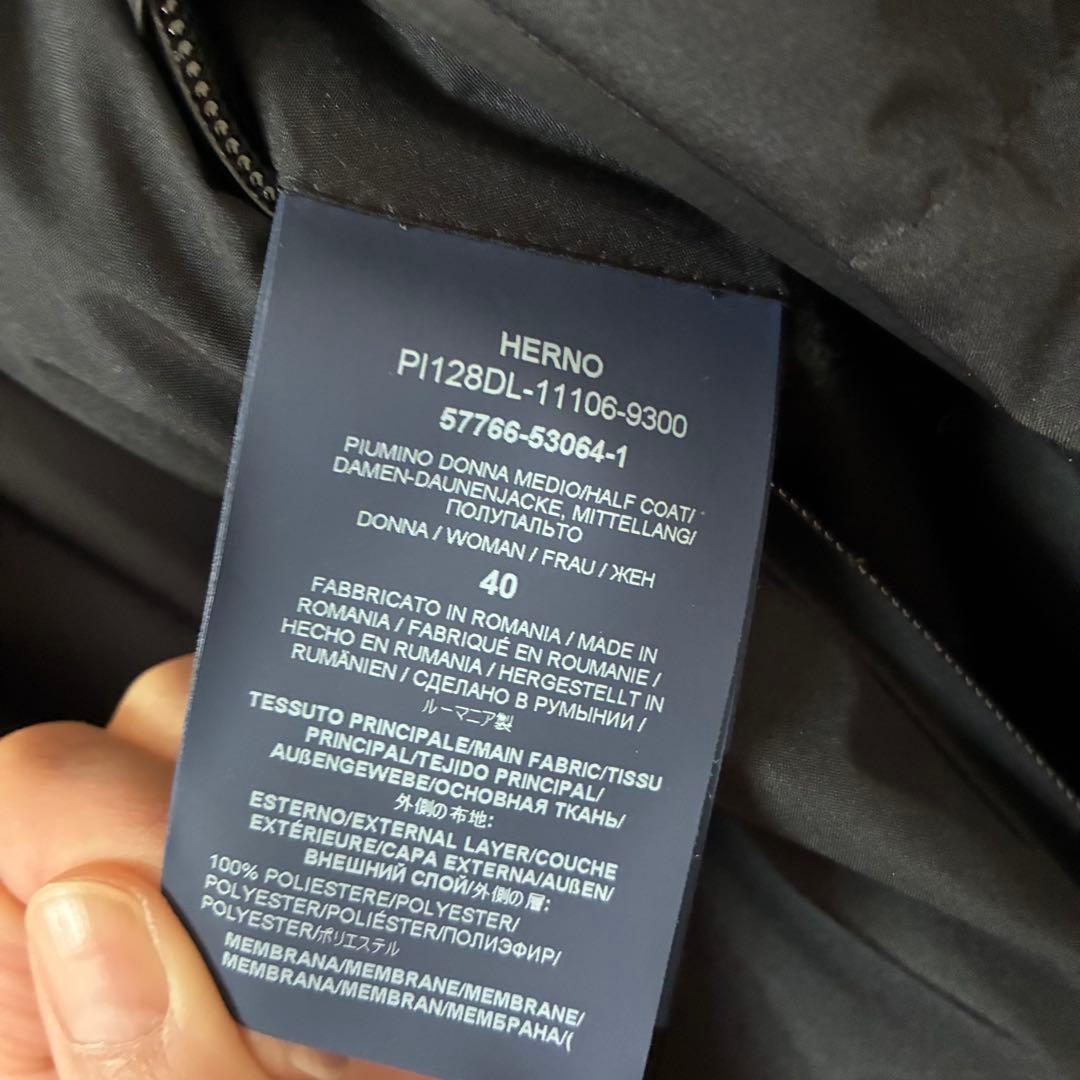 HERNO
PI128DL-11106-9300
57766-53064-1
PIUMINO DONNA MEDIO/HALF COAT/
DAMEN-DAUNENJACKE, MITTELLANG/
ПОЛУПАЛЬТО
DONNA / WOMAN / FRAU / ЖЕН
40
FABBRICATO IN ROMANIA / MADE IN
ROMANIA / FABRIQUÉ EN ROUMANIE /
HECHO EN RUMANIA / HERGESTELLT IN
RUMÄNIEN / СДЕЛАНО В РУМЫНИИ /
ルーマニア製
TESSUTO PRINCIPALE/MAIN FABRIC/TISSU
PRINCIPAL/TEJIDO PRINCIPAL/
AUßENGEWEBE/ОСНОВНАЯ ТКАНЬ/
外側の布地:
ESTERNO/EXTERNAL LAYER/COUCHE
EXTÉRIEURE/CAPA EXTERNA/AUßEN/
ВНЕШНИЙ СЛОЙ/外側の層:
100% POLIESTERE/POLYESTER/
POLYESTER/POLIÉSTER/ПОЛИЭФИР/
POLYESTER/ポリエステル
MEMBRANA/MEMBRANE/MEMBRANE/
MEMBRANA/MEMBRAN/МЕМБРАНА/(